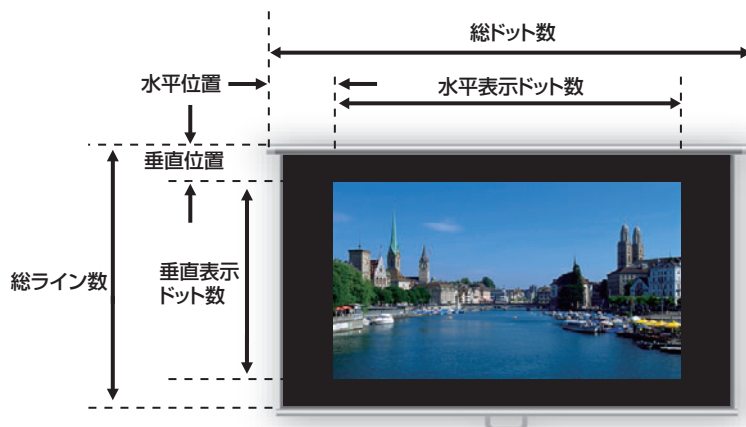 総ドット数
水平位置
水平表示ドット数
垂直位置
総ライン数
垂直表示
ドット数